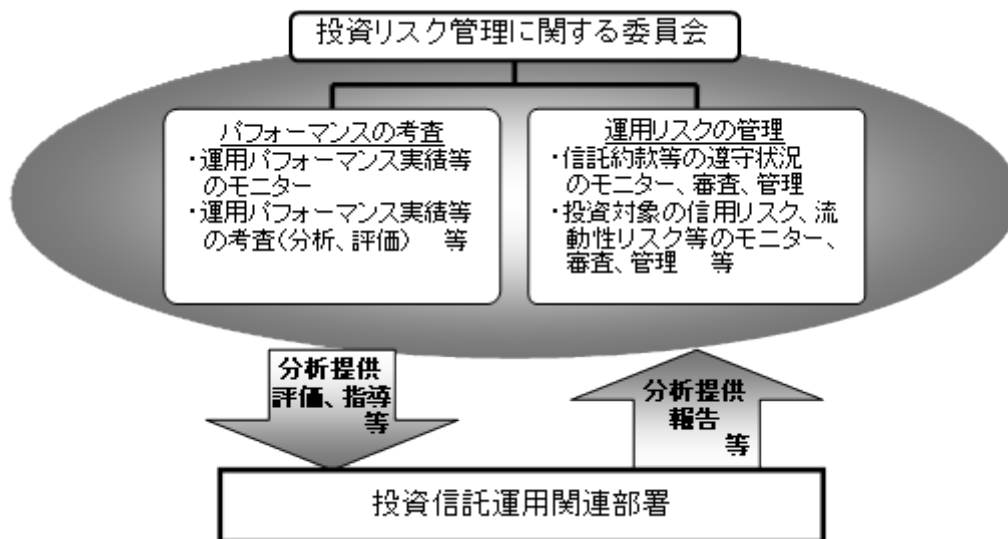 投資リスク管理に関する委員会
パフォーマンスの考査
・運用パフォーマンス実績等
のモニター
・運用パフォーマンス実績等
の考査(分析、評価) 等
運用リスクの管理
・信託約款等の遵守状況
のモニター、審査、管理
・投資対象の信用リスク、流
動性リスク等のモニター、
審査、管理 等
分析提供
評価、指導
等
分析提供
報告
等
投資信託運用関連部署